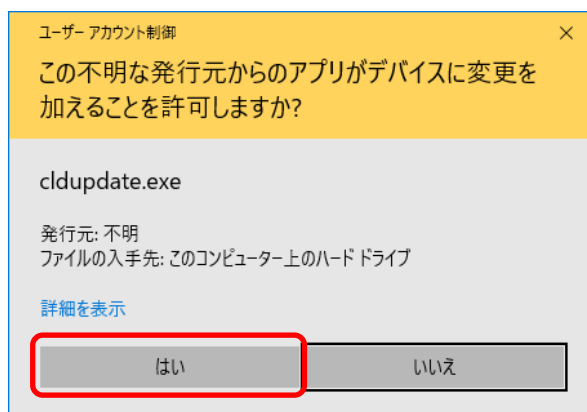 ユーザー アカウント制御
この不明な発行元からのアプリがデバイスに変更を
加えることを許可しますか?
cldupdate.exe
発行元: 不明
ファイルの入手先: このコンピューター上のハード ドライブ
詳細を表示
はい
いいえ